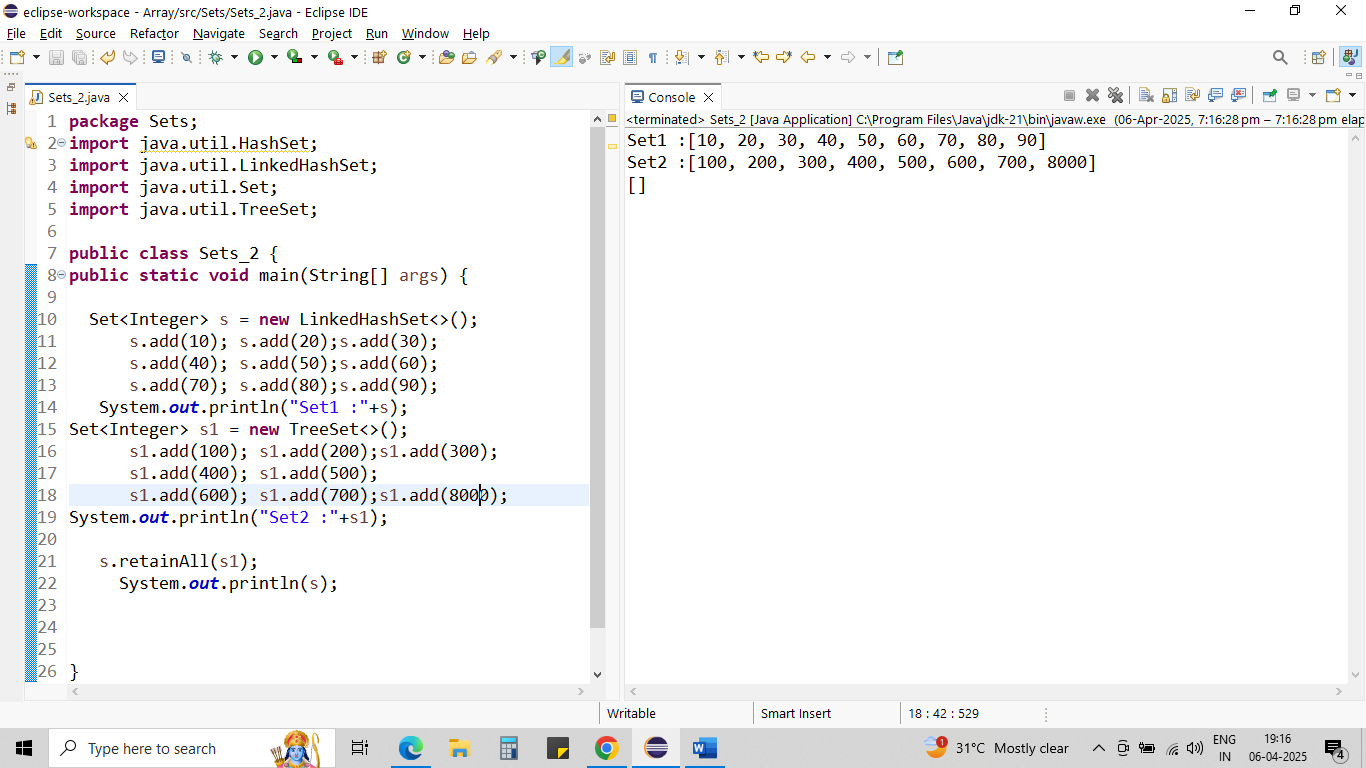 eclipse-workspace - Array/src/Sets/Sets_2.java - Eclipse IDE
File Edit Source Refactor Navigate Search Project Run Window Help
Sets_2.java
1 package Sets;
2 import java.util.HashSet;
3 import java.util.LinkedHashSet;
4 import java.util.Set;
5 import java.util.TreeSet;
6
7 public class Sets_2 {
8 public static void main(String[] args) {
9
10 Set<Integer> s = new LinkedHashSet<>();
11 s.add(10); s.add(20);s.add(30);
12 s.add(40); s.add(50);s.add(60);
13 s.add(70); s.add(80);s.add(90);
14 System.out.println("Set1 :"+s);
15 Set<Integer> s1 = new TreeSet<>();
16 s1.add(100); s1.add(200);s1.add(300);
17 s1.add(400); s1.add(500);
18 s1.add(600); s1.add(700);s1.add(8000);
19 System.out.println("Set2 :"+s1);
20
21 s.retainAll(s1);
22 System.out.println(s);
23
24
25
26 }
Console
<terminated> Sets_2 [Java Application] C:\Program Files\Java\jdk-21\bin\javaw.exe (06-Apr-2025, 7:16:28 pm – 7:16:28 pm elap
Set1 :[10, 20, 30, 40, 50, 60, 70, 80, 90]
Set2 :[100, 200, 300, 400, 500, 600, 700, 8000]
[]
Writable Smart Insert 18 : 42 : 529
Type here to search
1
31°C Mostly clear
ENG
IN
19:16
06-04-2025
4